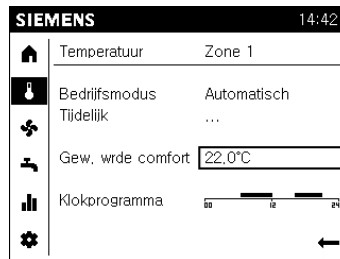 SIEMENS 14:42
Temperatuur Zone 1
Bedrijfsmodus Automatisch
Tijdelijk ...
Gew, wrde comfort 22,0°C
Klokprogramma
00 12 24